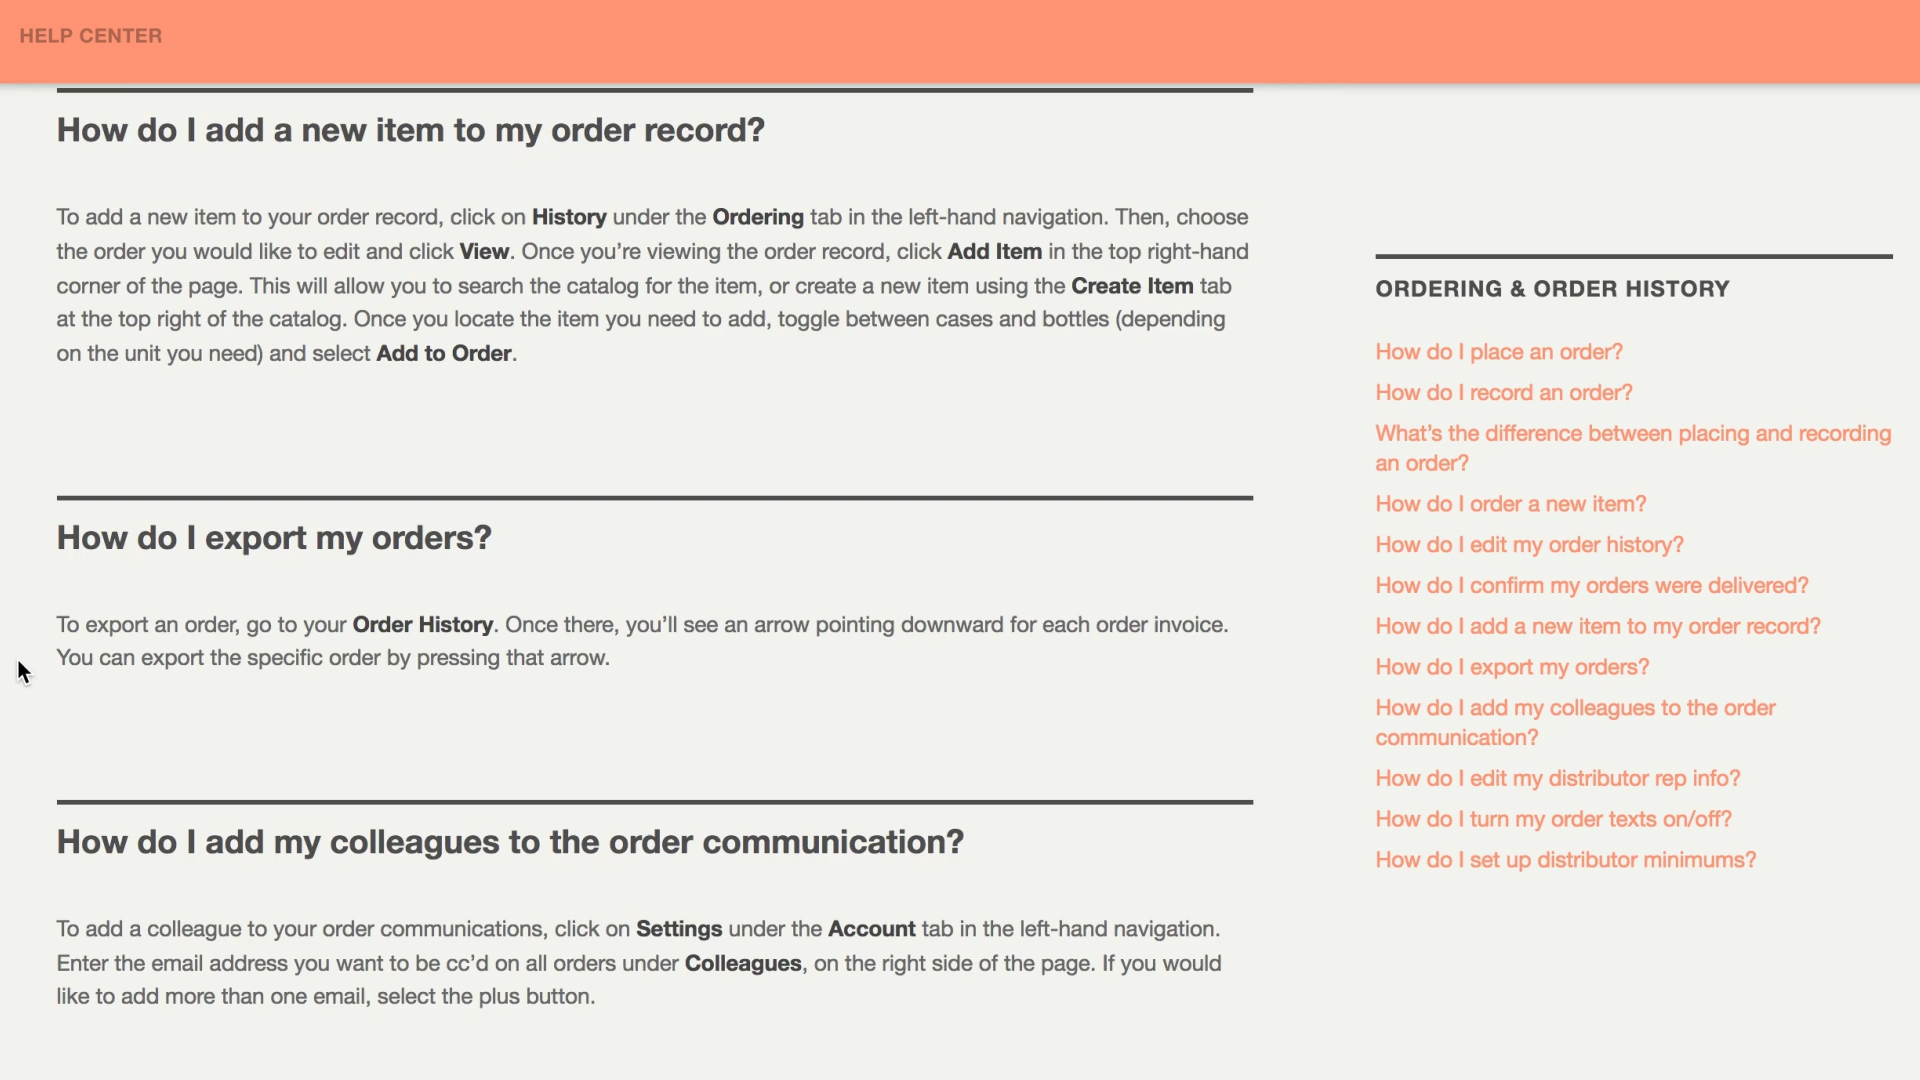 HELP CENTER
How do I add a new item to my order record?
To add a new item to your order record, click on History under the Ordering tab in the left-hand navigation. Then, choose
the order you would like to edit and click View. Once you’re viewing the order record, click Add Item in the top right-hand
corner of the page. This will allow you to search the catalog for the item, or create a new item using the Create Item tab
at the top right of the catalog. Once you locate the item you need to add, toggle between cases and bottles (depending
on the unit you need) and select Add to Order.
How do I export my orders?
To export an order, go to your Order History. Once there, you’ll see an arrow pointing downward for each order invoice.
You can export the specific order by pressing that arrow.
How do I add my colleagues to the order communication?
To add a colleague to your order communications, click on Settings under the Account tab in the left-hand navigation.
Enter the email address you want to be cc’d on all orders under Colleagues, on the right side of the page. If you would
like to add more than one email, select the plus button.
ORDERING & ORDER HISTORY
How do I place an order?
How do I record an order?
What’s the difference between placing and recording
an order?
How do I order a new item?
How do I edit my order history?
How do I confirm my orders were delivered?
How do I add a new item to my order record?
How do I export my orders?
How do I add my colleagues to the order
communication?
How do I edit my distributor rep info?
How do I turn my order texts on/off?
How do I set up distributor minimums?